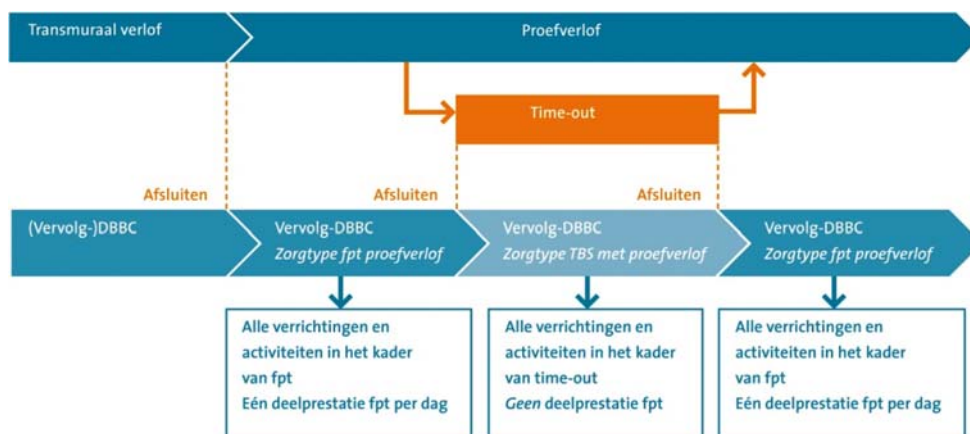 Transmuraal verlof
Proefverlof
Time-out
Afsluiten
Afsluiten
Afsluiten
(Vervolg-)DBBC
Vervolg-DBBC
Zorgtype fpt proefverlof
Vervolg-DBBC
Zorgtype TBS met proefverlof
Vervolg-DBBC
Zorgtype fpt proefverlof
Alle verrichtingen en
activiteiten in het kader
van fpt
Eén deelprestatie fpt per dag
Alle verrichtingen en
activiteiten in het kader
van time-out
Geen deelprestatie fpt
Alle verrichtingen en
activiteiten in het kader
van fpt
Eén deelprestatie fpt per dag